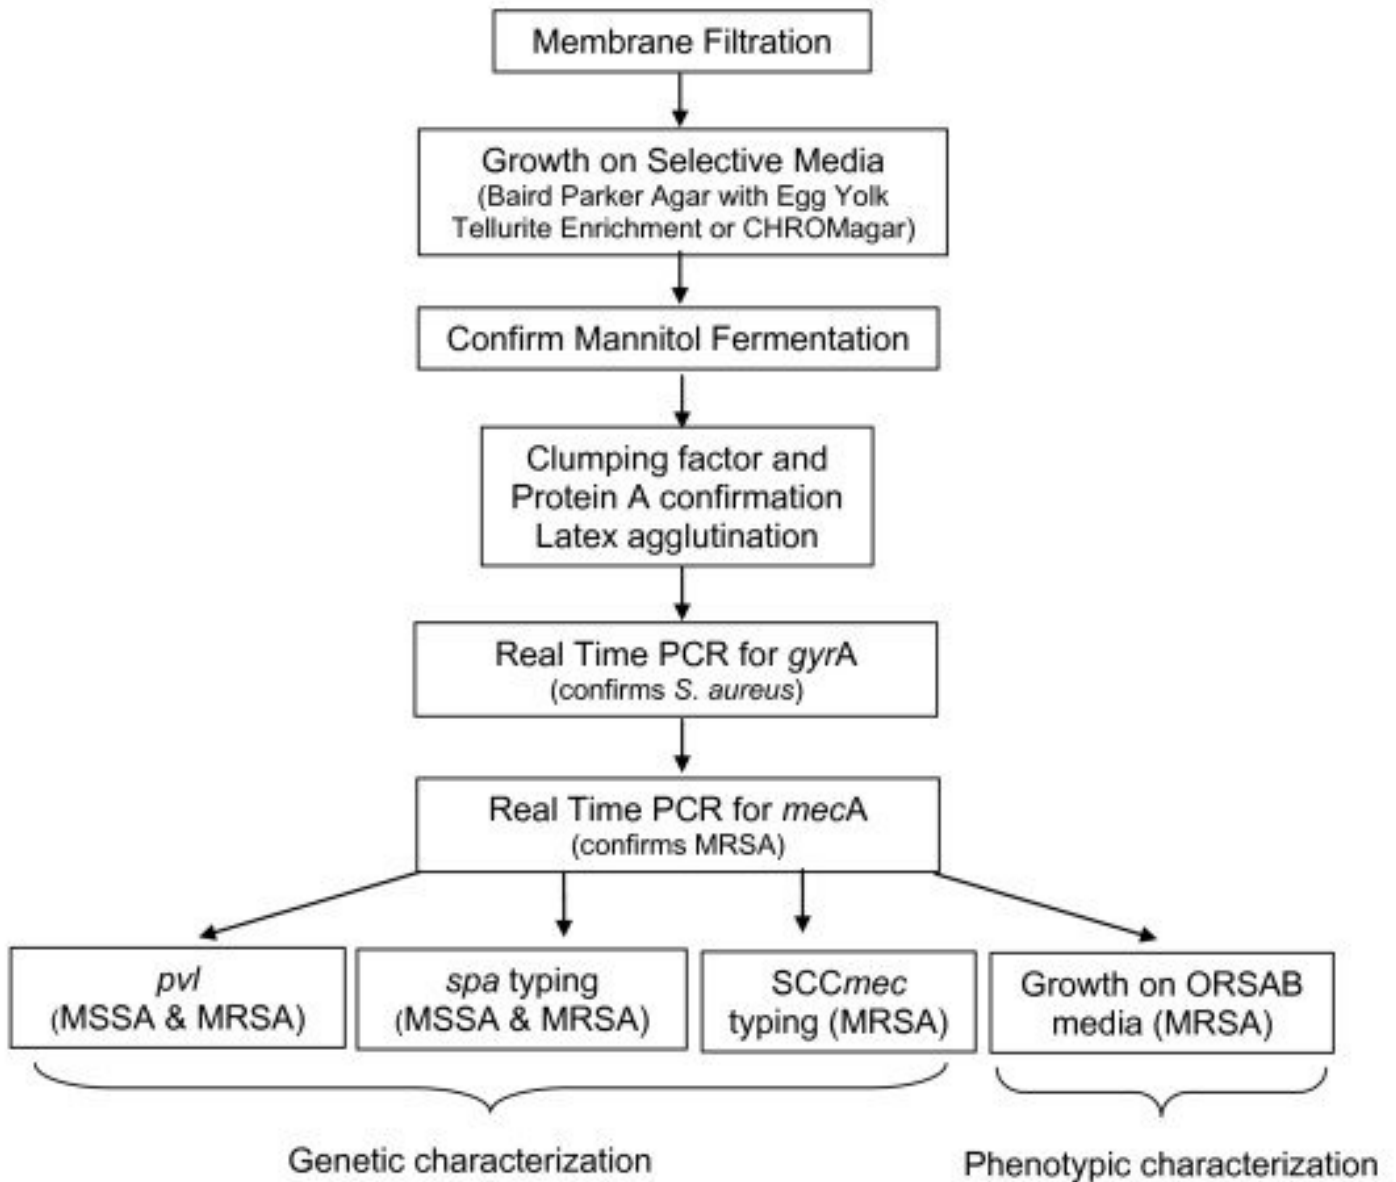 Membrane Filtration
Growth on Selective Media
(Baird Parker Agar with Egg Yolk
Tellurite Enrichment or CHROMagar)
Confirm Mannitol Fermentation
Clumping factor and
Protein A confirmation
Latex agglutination
Real Time PCR for gyrA
(confirms S. aureus)
Real Time PCR for mecA
(confirms MRSA)
pvl
(MSSA & MRSA)
spa typing
(MSSA & MRSA)
SCCmec
typing (MRSA)
Growth on ORSAB
media (MRSA)
Genetic characterization
Phenotypic characterization